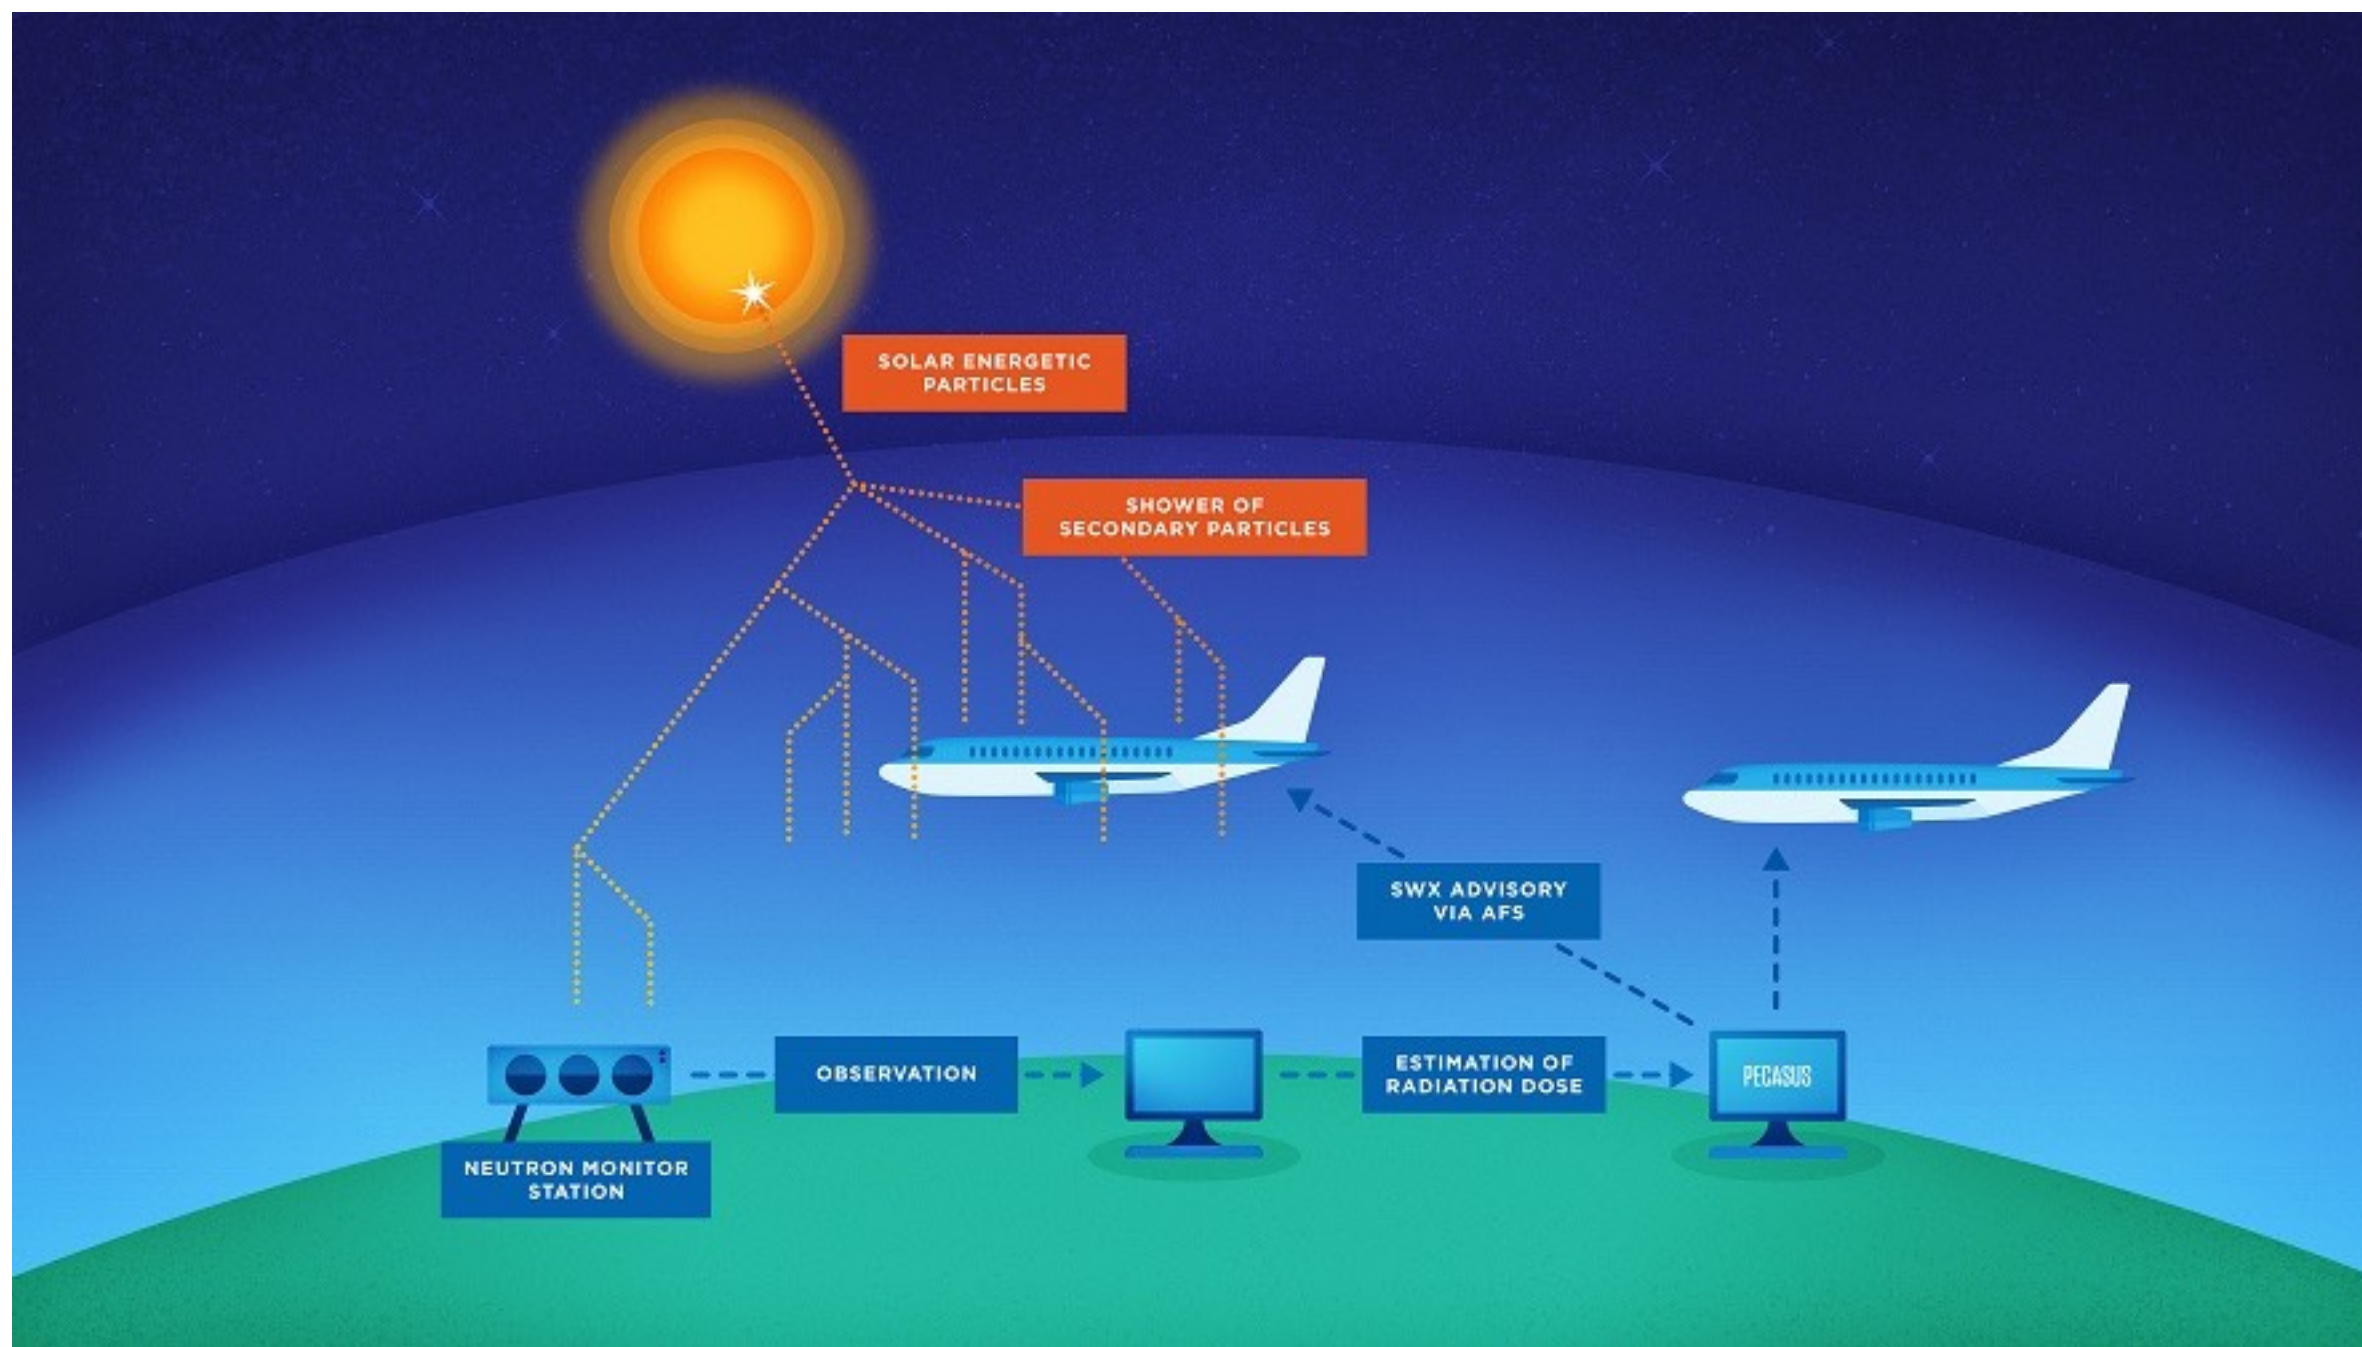 SOLAR ENERGETIC
PARTICLES
SHOWER OF
SECONDARY PARTICLES
SWX ADVISORY
VIA AFS
OBSERVATION
ESTIMATION OF
RADIATION DOSE
PECASUS
NEUTRON MONITOR
STATION